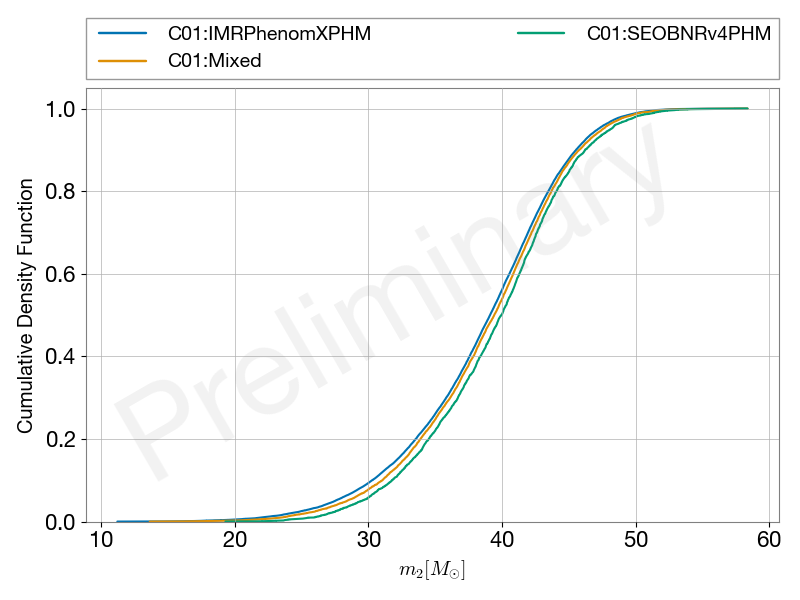 C01:IMRPhenomXPHM
C01:Mixed
C01:SEOBNRv4PHM
Cumulative Density Function
1.0
0.8
0.6
0.4
0.2
0.0
Preliminary
10 20 30 40 50 60
m₂[M☉]